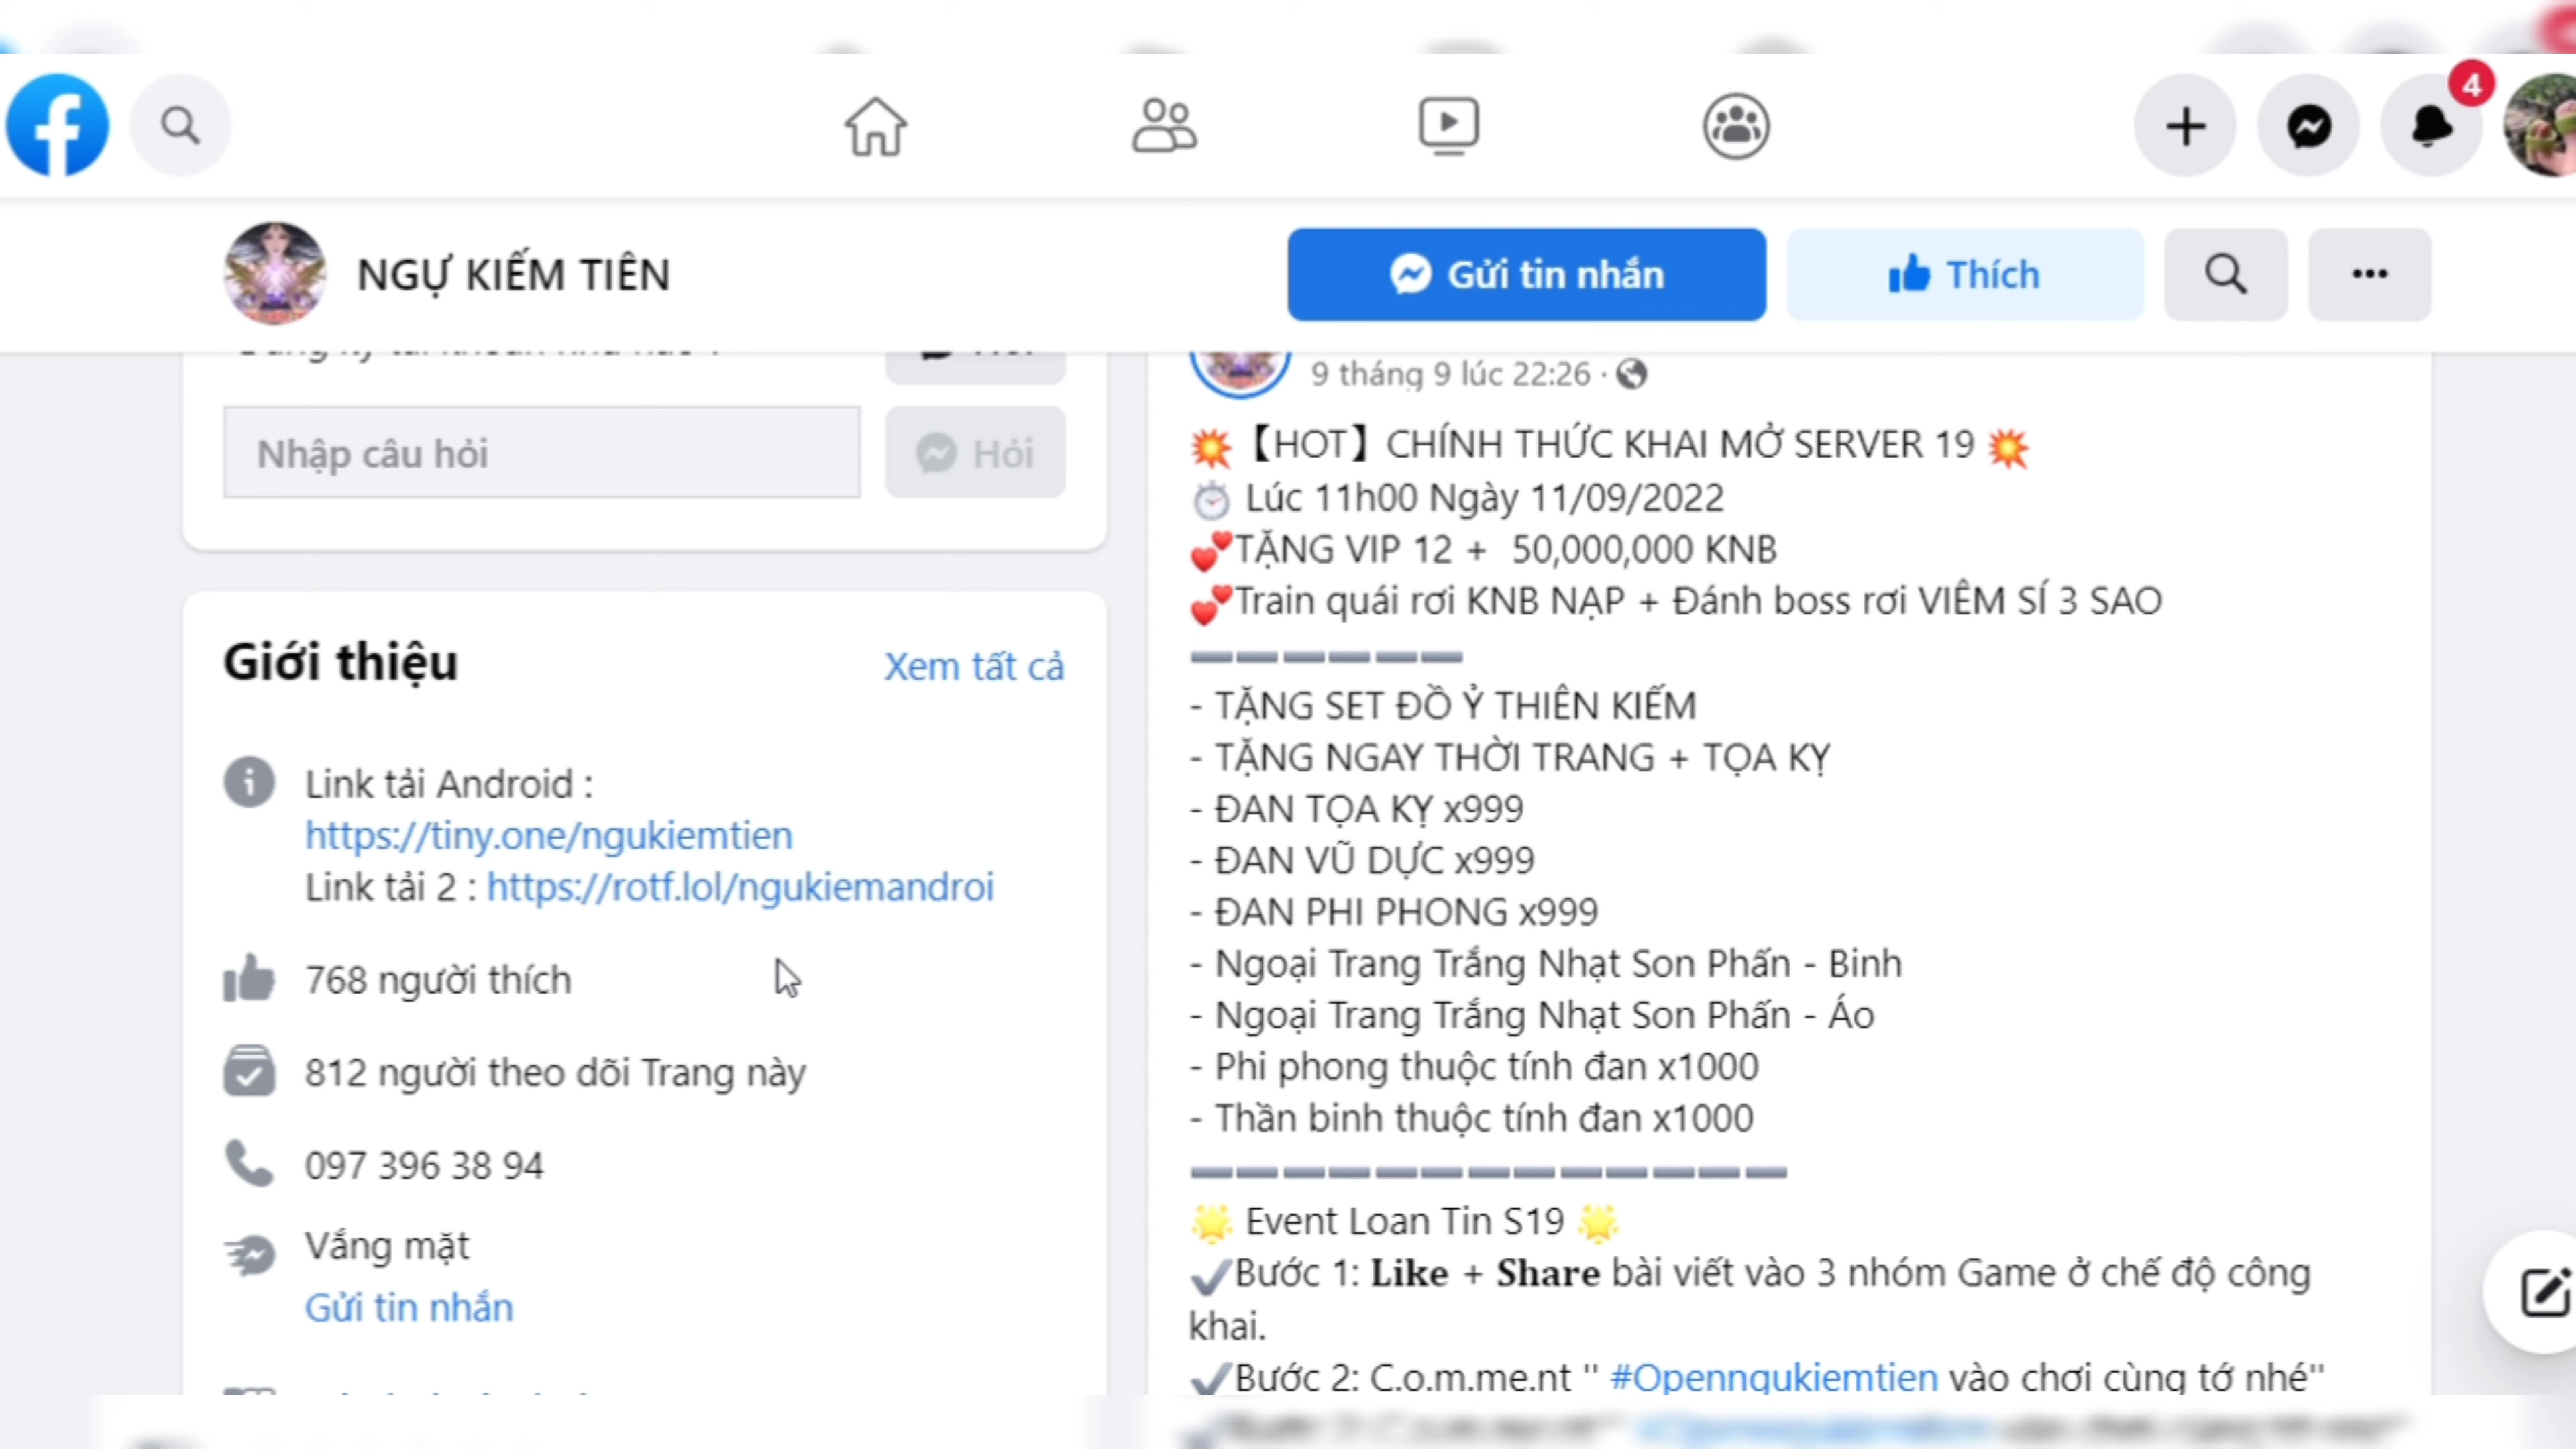 4
NGỰ KIẾM TIÊN
Gửi tin nhắn
Thích
Nhập câu hỏi
Hỏi
Giới thiệu
Xem tất cả
Link tải Android :
https://tiny.one/ngukiemtien
Link tải 2 : https://rotf.lol/ngukiemandroi
768 người thích
812 người theo dõi Trang này
097 396 38 94
Vắng mặt
Gửi tin nhắn
9 tháng 9 lúc 22:26 ·
💥【HOT】CHÍNH THỨC KHAI MỞ SERVER 19 💥
⏱ Lúc 11h00 Ngày 11/09/2022
💕TẶNG VIP 12 + 50,000,000 KNB
💕Train quái rơi KNB NẠP + Đánh boss rơi VIÊM SÍ 3 SAO
➖➖➖➖➖➖
- TẶNG SET ĐỒ Ỷ THIÊN KIẾM
- TẶNG NGAY THỜI TRANG + TỌA KỴ
- ĐAN TỌA KỴ x999
- ĐAN VŨ DỰC x999
- ĐAN PHI PHONG x999
- Ngoại Trang Trắng Nhạt Son Phấn - Binh
- Ngoại Trang Trắng Nhạt Son Phấn - Áo
- Phi phong thuộc tính đan x1000
- Thần binh thuộc tính đan x1000
➖➖➖➖➖➖➖➖➖➖➖➖➖
🌟 Event Loan Tin S19 🌟
✔Bước 1: Like + Share bài viết vào 3 nhóm Game ở chế độ công
khai.
✔Bước 2: C.o.m.me.nt " #Openngukiemtien vào chơi cùng tớ nhé"